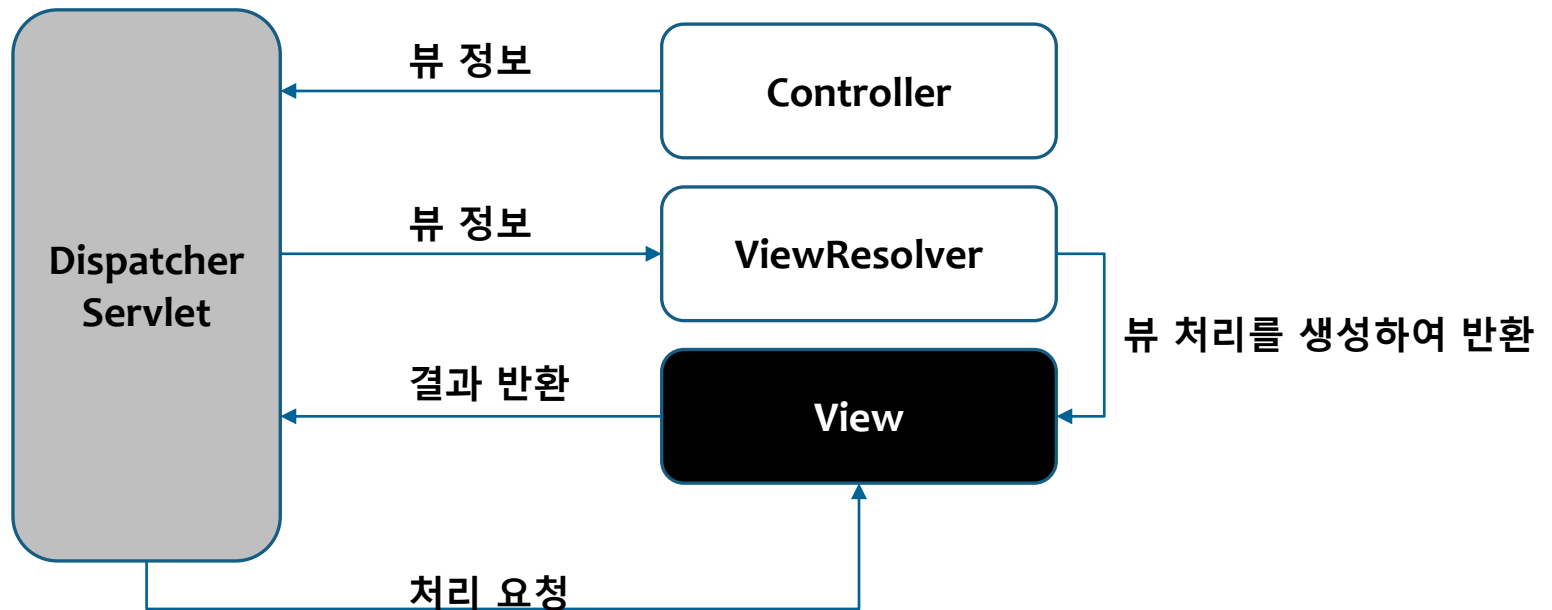 뷰 정보
Controller
뷰 정보
ViewResolver
Dispatcher
Servlet
뷰 처리를 생성하여 반환
결과 반환
View
처리 요청